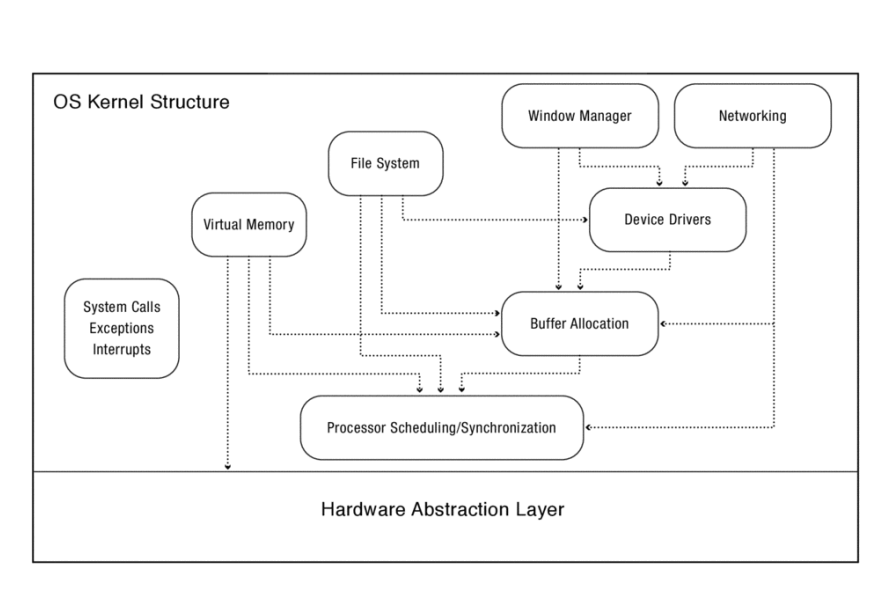 OS Kernel Structure
Window Manager
Networking
File System
Virtual Memory
Device Drivers
System Calls
Exceptions
Interrupts
Buffer Allocation
Processor Scheduling/Synchronization
Hardware Abstraction Layer